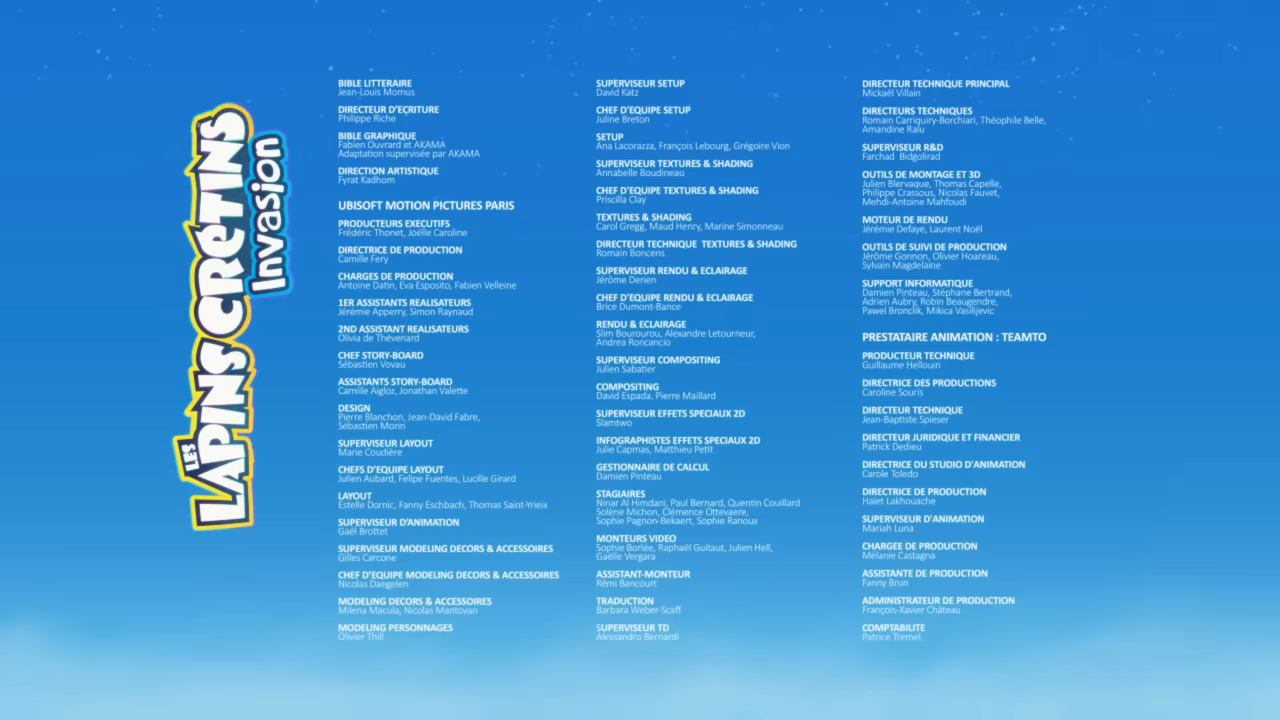 LES
LAPINS CRETINS
Invasion
BIBLE LITTERAIRE
Jean-Louis Momus
DIRECTEUR D'EÇRITURE
Philippe Riche
BIBLE GRAPHIQUE
Fabien Ouvrard et AKAMA
Adaptation supervisée par AKAMA
DIRECTION ARTISTIQUE
Fyrat Kadhom
UBISOFT MOTION PICTURES PARIS
PRODUCTEURS EXECUTIFS
Frédéric Thonet, Joëlle Caroline
DIRECTRICE DE PRODUCTION
Camille Fery
CHARGES DE PRODUCTION
Antoine Datin, Eva Esposito, Fabien Velleine
1ER ASSISTANTS REALISATEURS
Jérémie Apperry, Simon Raynaud
2ND ASSISTANT REALISATEURS
Olivia de Thévenard
CHEF STORY-BOARD
Sébastien Vovau
ASSISTANTS STORY-BOARD
Camille Aigloz, Jonathan Valette
DESIGN
Pierre Blanchon, Jean-David Fabre,
Sébastien Morin
SUPERVISEUR LAYOUT
Marie Coudière
CHEFS D'EQUIPE LAYOUT
Julien Aubard, Felipe Fuentes, Lucille Girard
LAYOUT
Estelle Dornic, Fanny Eschbach, Thomas Saint-Yrieix
SUPERVISEUR D'ANIMATION
Gaël Brottet
SUPERVISEUR MODELING DECORS & ACCESSOIRES
Gilles Carcone
CHEF D'EQUIPE MODELING DECORS & ACCESSOIRES
Nicolas Daegelen
MODELING DECORS & ACCESSOIRES
Milena Macula, Nicolas Mantovan
MODELING PERSONNAGES
Olivier Thill
SUPERVISEUR SETUP
David Katz
CHEF D'EQUIPE SETUP
Juline Breton
SETUP
Ana Lacorazza, François Lebourg, Grégoire Vion
SUPERVISEUR TEXTURES & SHADING
Annabelle Boudineau
CHEF D'EQUIPE TEXTURES & SHADING
Priscilla Clay
TEXTURES & SHADING
Carol Gregg, Maud Henry, Marine Simonneau
DIRECTEUR TECHNIQUE TEXTURES & SHADING
Romain Boncens
SUPERVISEUR RENDU & ECLAIRAGE
Jérôme Derien
CHEF D'EQUIPE RENDU & ECLAIRAGE
Brice Dumont-Bance
RENDU & ECLAIRAGE
Slim Bourourou, Alexandre Letourneur,
Andrea Roncancio
SUPERVISEUR COMPOSITING
Julien Sabatier
COMPOSITING
David Espada, Pierre Maillard
SUPERVISEUR EFFETS SPECIAUX 2D
Slamtwo
INFOGRAPHISTES EFFETS SPECIAUX 2D
Julie Capmas, Matthieu Petit
GESTIONNAIRE DE CALCUL
Damien Pinteau
STAGIAIRES
Ninar Al Himdani, Paul Bernard, Quentin Couillard
Solène Michon, Clémence Ottevaere,
Sophie Pagnon-Bekaert, Sophie Ranoux
MONTEURS VIDEO
Sophie Borlée, Raphaël Guitaut, Julien Hell,
Gaëlle Vergara
ASSISTANT-MONTEUR
Rémi Bancourt
TRADUCTION
Barbara Weber-Scaff
SUPERVISEUR TD
Alessandro Bernardi
DIRECTEUR TECHNIQUE PRINCIPAL
Mickaël Villain
DIRECTEURS TECHNIQUES
Romain Carriquiry-Borchiari, Théophile Belle,
Amandine Ralu
SUPERVISEUR R&D
Farchad Bidgolirad
OUTILS DE MONTAGE ET 3D
Julien Blervaque, Thomas Capelle,
Philippe Crassous, Nicolas Fauvet,
Mehdi-Antoine Mahfoudi
MOTEUR DE RENDU
Jérémie Defaye, Laurent Noël
OUTILS DE SUIVI DE PRODUCTION
Jérôme Gonnon, Olivier Hoareau,
Sylvain Magdelaine
SUPPORT INFORMATIQUE
Damien Pinteau, Stéphane Bertrand,
Adrien Aubry, Robin Beaugendre,
Pawel Bronclik, Mikica Vasilijevic
PRESTATAIRE ANIMATION : TEAMTO
PRODUCTEUR TECHNIQUE
Guillaume Hellouin
DIRECTRICE DES PRODUCTIONS
Caroline Souris
DIRECTEUR TECHNIQUE
Jean-Baptiste Spieser
DIRECTEUR JURIDIQUE ET FINANCIER
Patrick Dedieu
DIRECTRICE DU STUDIO D'ANIMATION
Carole Toledo
DIRECTRICE DE PRODUCTION
Haiet Lakhouache
SUPERVISEUR D'ANIMATION
Mariah Luna
CHARGEE DE PRODUCTION
Mélanie Castagna
ASSISTANTE DE PRODUCTION
Fanny Brun
ADMINISTRATEUR DE PRODUCTION
François-Xavier Château
COMPTABILITE
Patrice Tremel